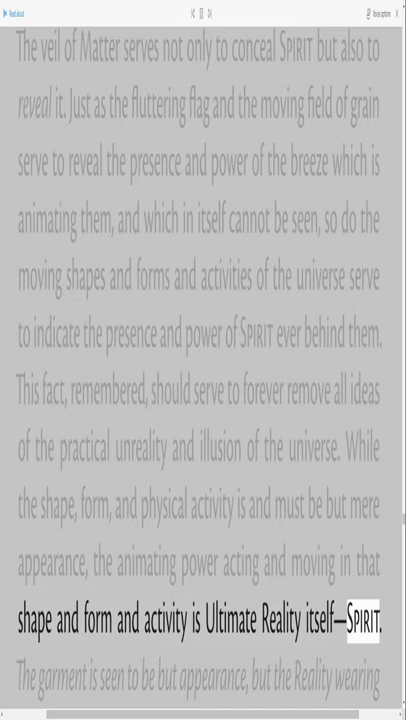 Read aloud
Voice options
The veil of Matter serves not only to conceal SPIRIT but also to
reveal it. Just as the fluttering flag and the moving field of grain
serve to reveal the presence and power of the breeze which is
animating them, and which in itself cannot be seen, so do the
moving shapes and forms and activities of the universe serve
to indicate the presence and power of SPIRIT ever behind them.
This fact, remembered, should serve to forever remove all ideas
of the practical unreality and illusion of the universe. While
the shape, form, and physical activity is and must be but mere
appearance, the animating power acting and moving in that
shape and form and activity is Ultimate Reality itself—SPIRIT.
The garment is seen to be but appearance, but the Reality wearing